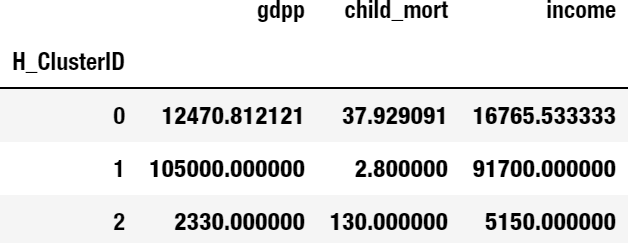 gdpp child_mort income
H_ClusterID
0 12470.812121 37.929091 16765.533333
1 105000.000000 2.800000 91700.000000
2 2330.000000 130.000000 5150.000000